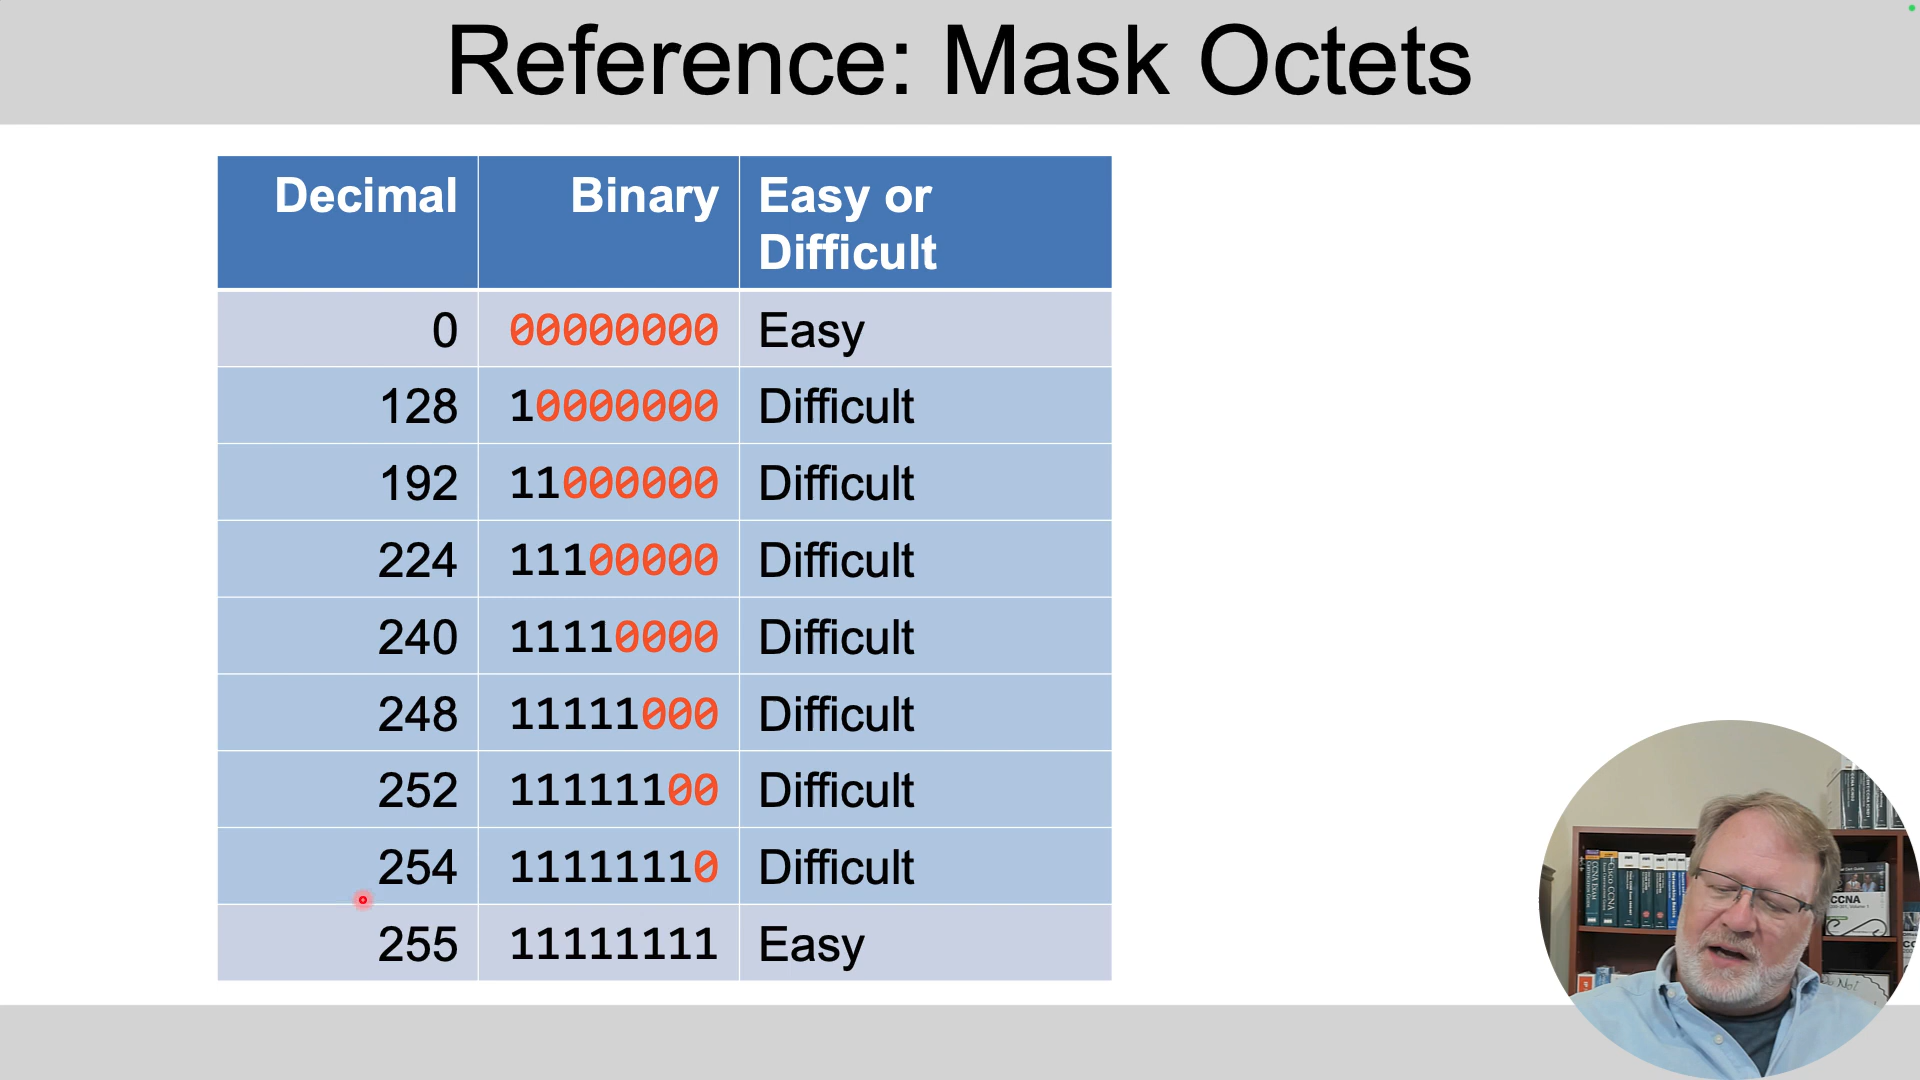 Reference: Mask Octets
Decimal Binary Easy or
Difficult
0 00000000 Easy
128 10000000 Difficult
192 11000000 Difficult
224 11100000 Difficult
240 11110000 Difficult
248 11111000 Difficult
252 11111100 Difficult
254 11111110 Difficult
255 11111111 Easy
CCNA